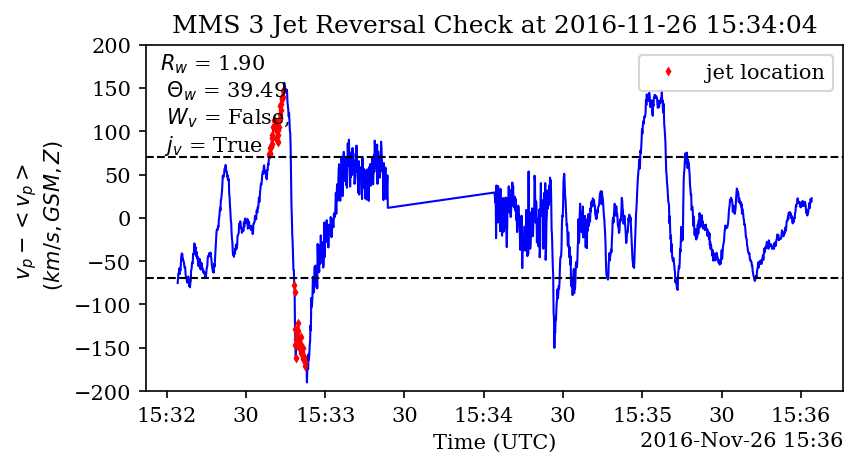 MMS 3 Jet Reversal Check at 2016-11-26 15:34:04
R_w = 1.90
Θ_w = 39.49,
W_v = False,
j_v = True
jet location
v_p − < v_p >
(km/s, GSM, Z)
200
150
100
50
0
−50
−100
−150
−200
15:32 30 15:33 30 15:34 30 15:35 30 15:36
Time (UTC)
2016-Nov-26 15:36